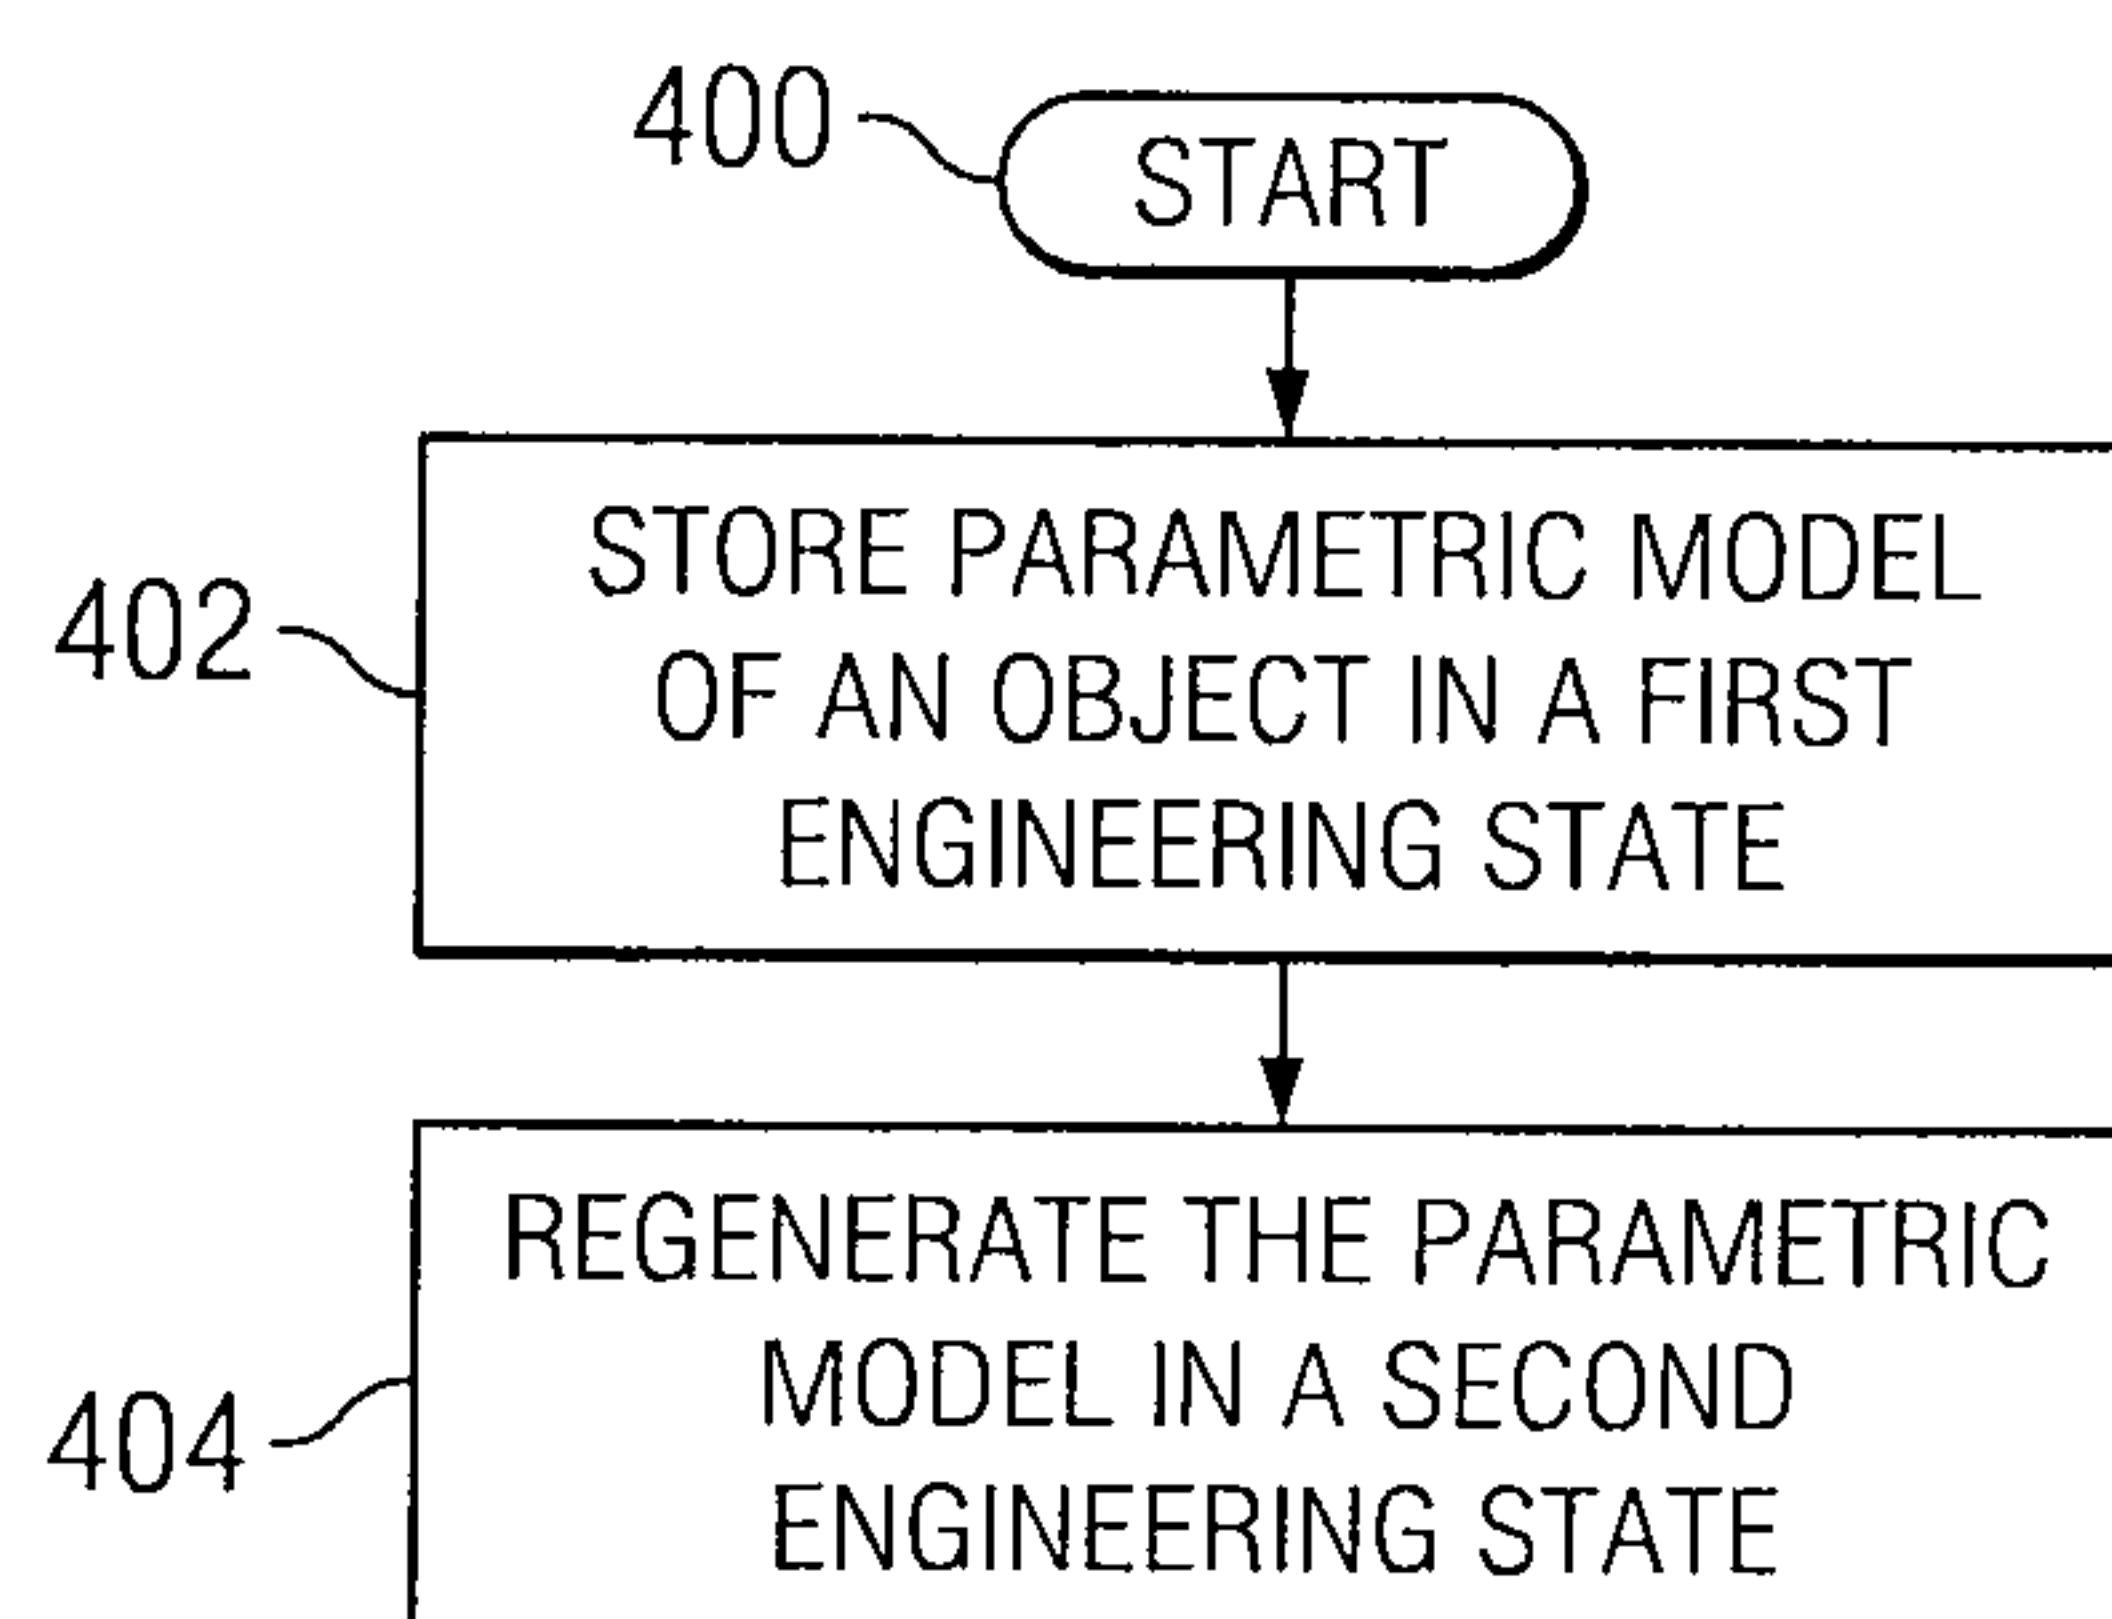 400
START
402
STORE PARAMETRIC MODEL
OF AN OBJECT IN A FIRST
ENGINEERING STATE
404
REGENERATE THE PARAMETRIC
MODEL IN A SECOND
ENGINEERING STATE